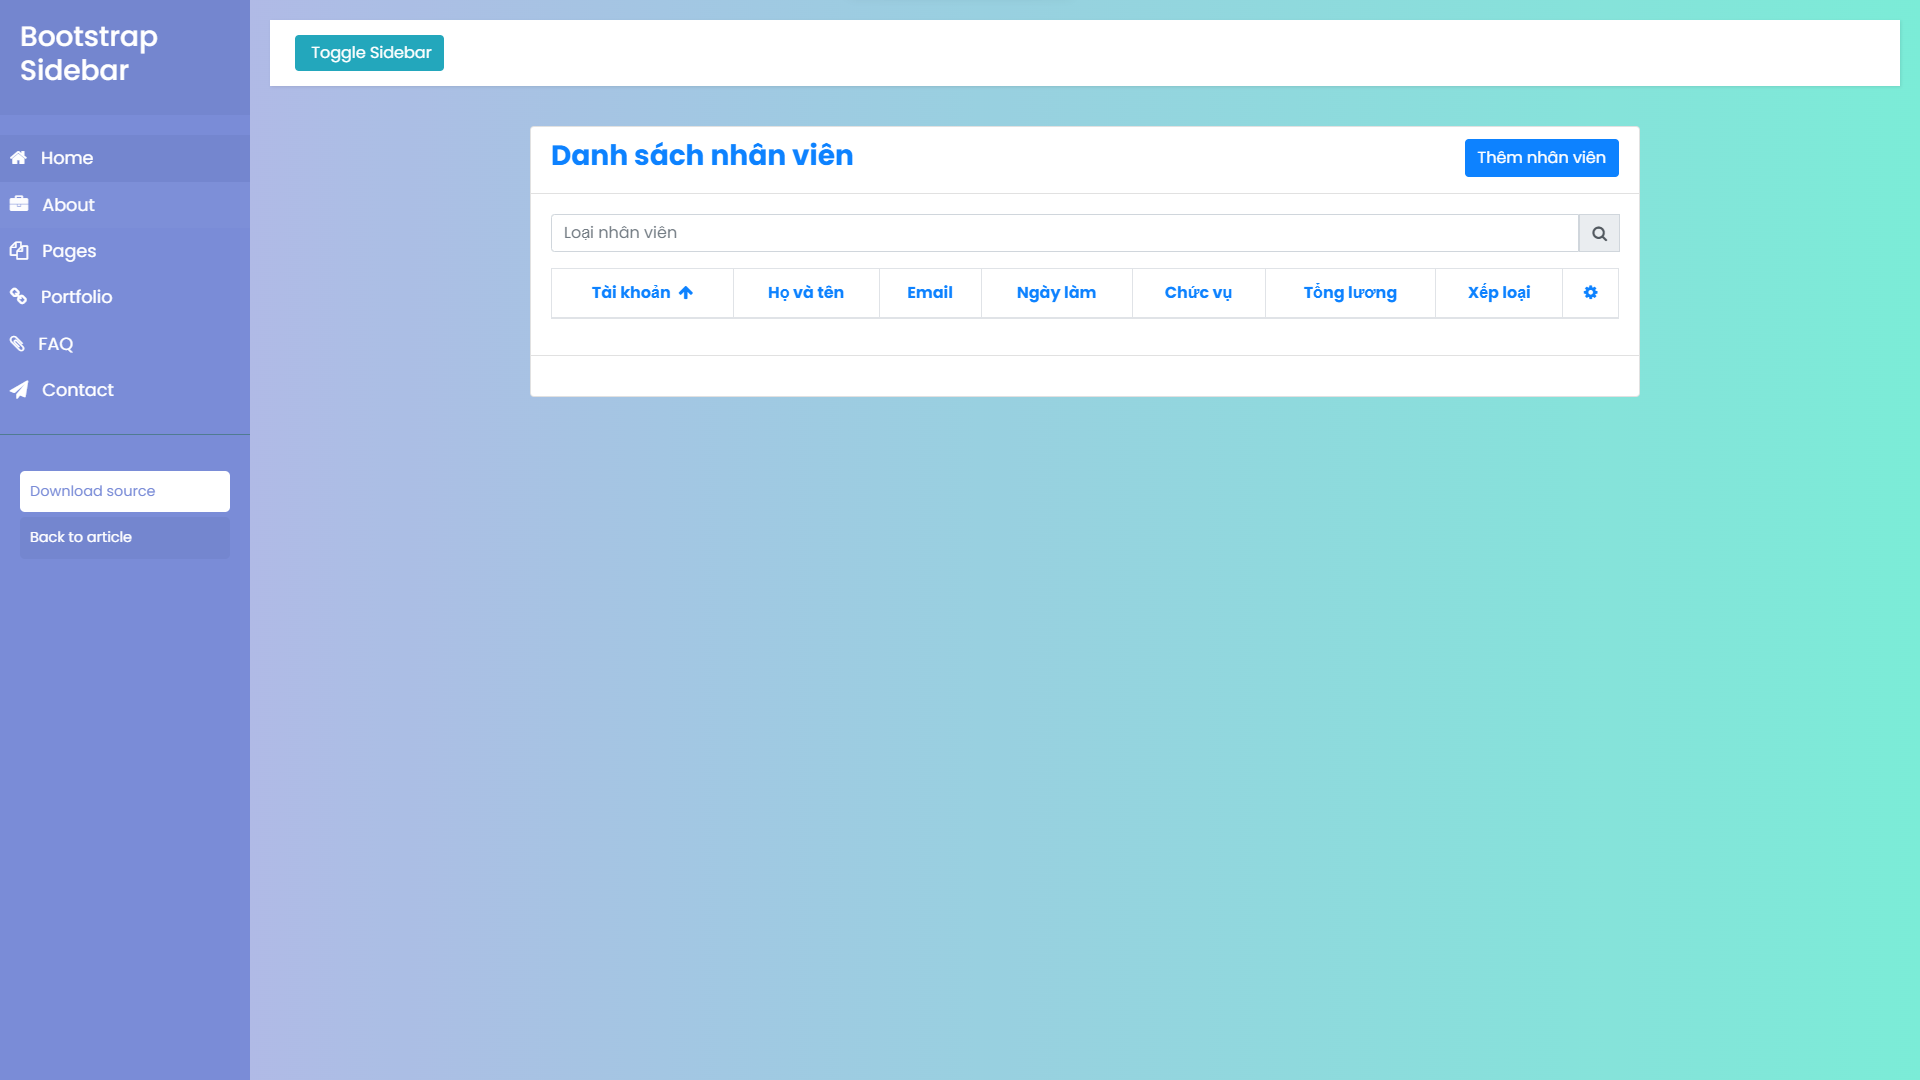 Bootstrap
Sidebar
Home
About
Pages
Portfolio
FAQ
Contact
Download source
Back to article
Toggle Sidebar
Danh sách nhân viên
Thêm nhân viên
Loại nhân viên
Tài khoản Họ và tên Email Ngày làm Chức vụ Tổng lương Xếp loại